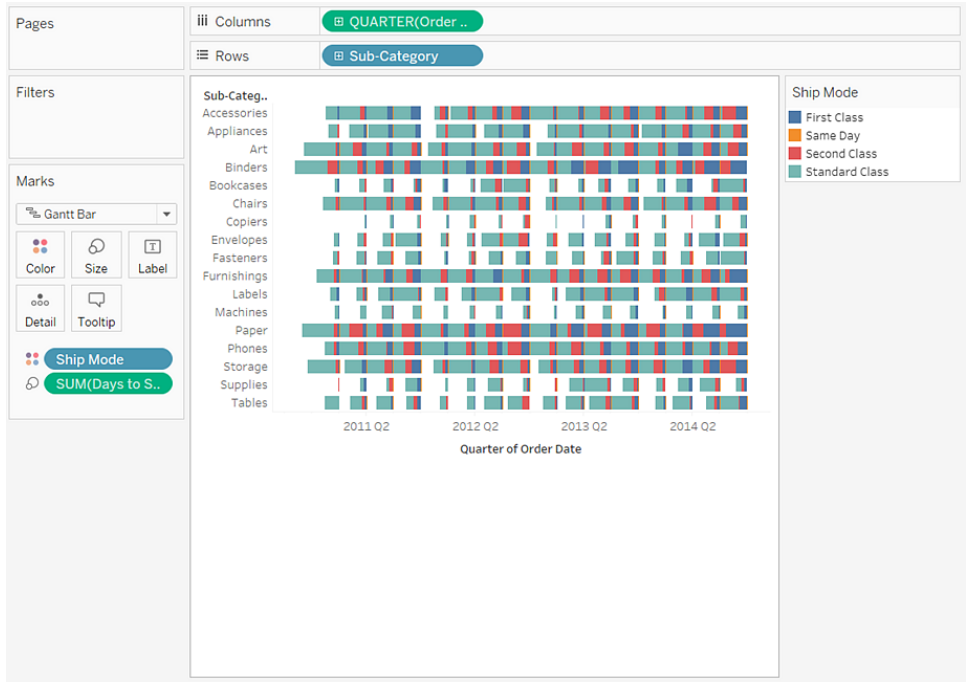 Pages
Columns
QUARTER(Order ..
Rows
Sub-Category
Filters
Marks
Gantt Bar
Color
Size
Label
Detail
Tooltip
Ship Mode
SUM(Days to S..
Sub-Categ..
Accessories
Appliances
Art
Binders
Bookcases
Chairs
Copiers
Envelopes
Fasteners
Furnishings
Labels
Machines
Paper
Phones
Storage
Supplies
Tables
2011 Q2 2012 Q2 2013 Q2 2014 Q2
Quarter of Order Date
Ship Mode
First Class
Same Day
Second Class
Standard Class